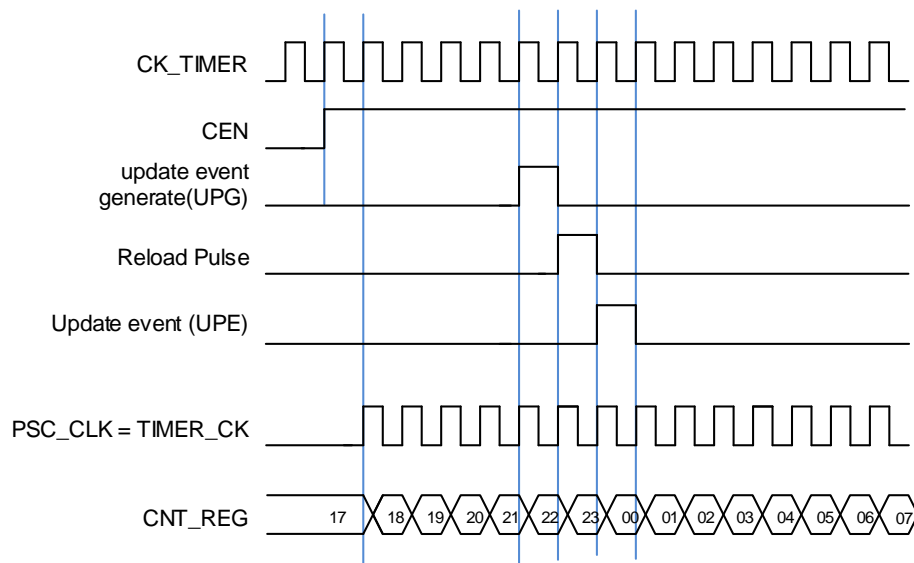 CK_TIMER
CEN
update event
generate(UPG)
Reload Pulse
Update event (UPE)
PSC_CLK = TIMER_CK
CNT_REG 17 18 19 20 21 22 23 00 01 02 03 04 05 06 07